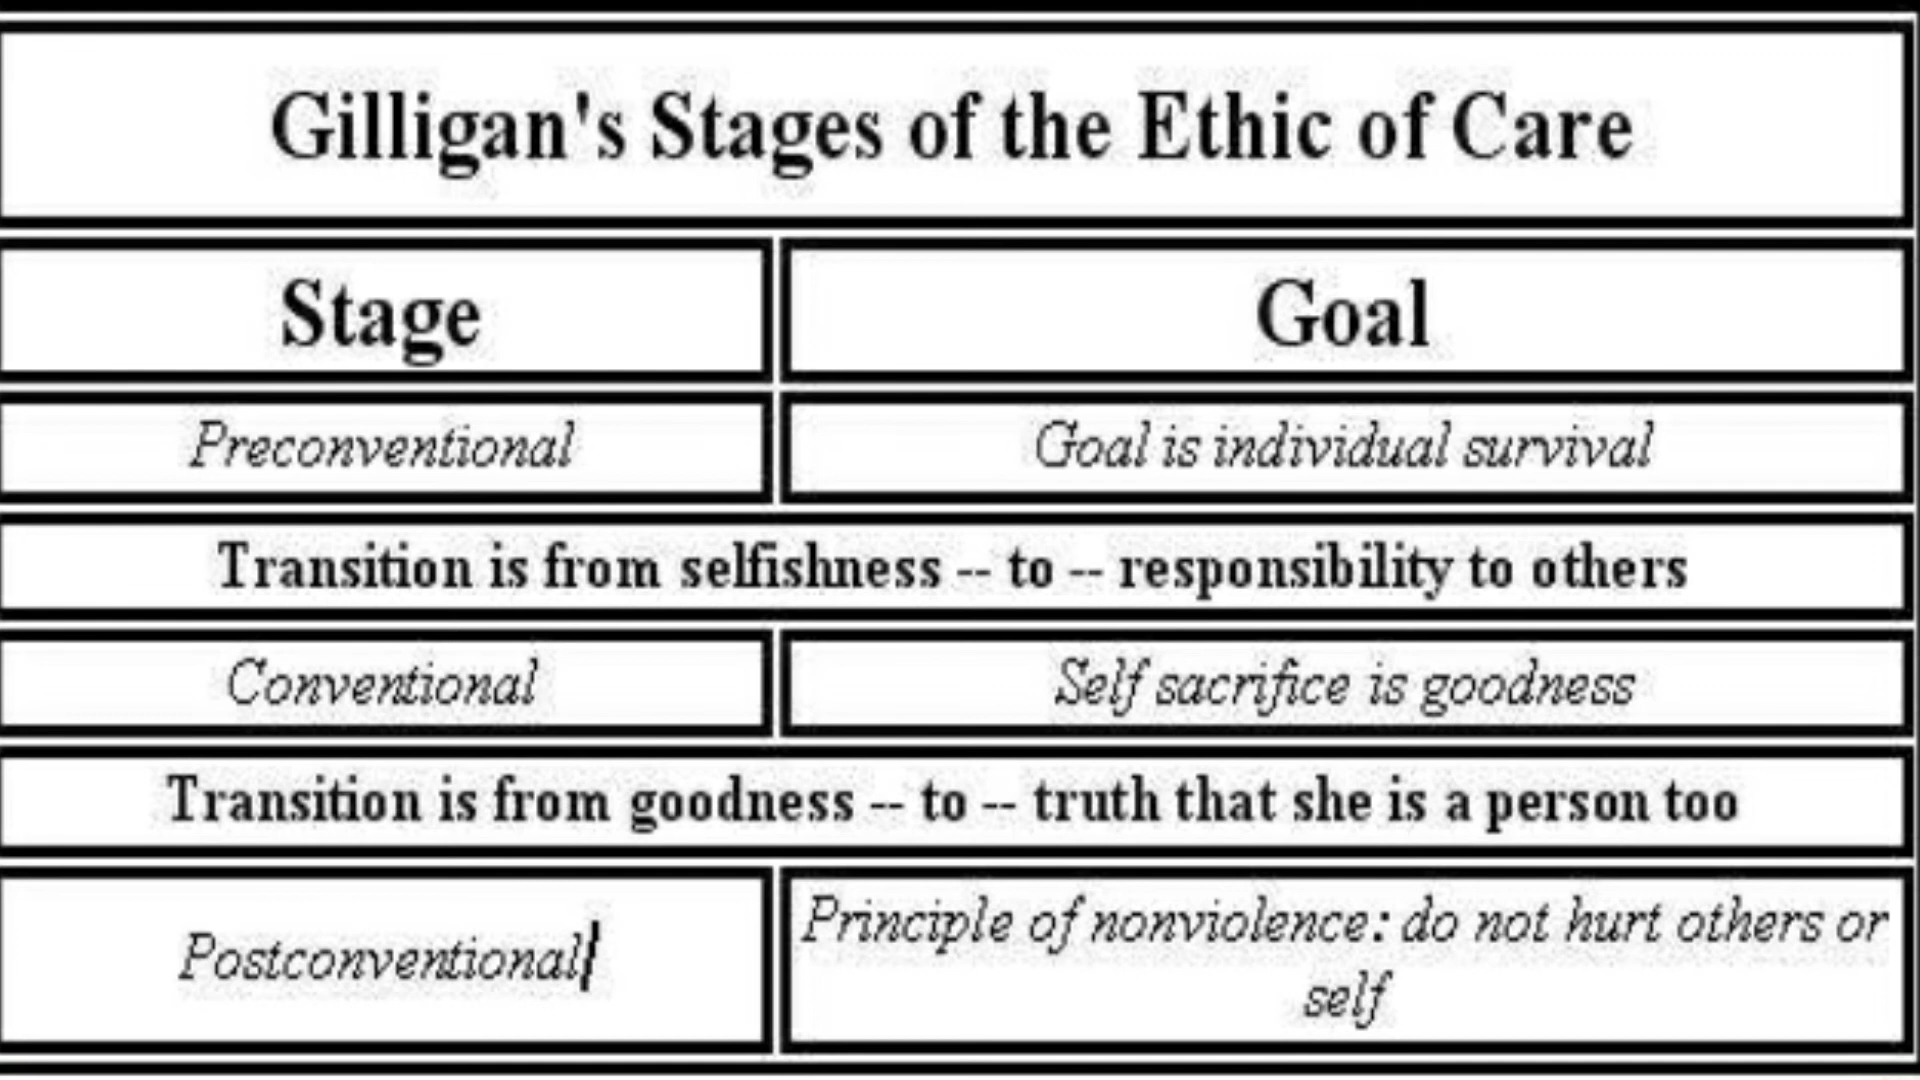 Gilligan's Stages of the Ethic of Care
Stage
Goal
Preconventional
Goal is individual survival
Transition is from selfishness -- to -- responsibility to others
Conventional
Self sacrifice is goodness
Transition is from goodness -- to -- truth that she is a person too
Postconventional
Principle of nonviolence: do not hurt others or
self